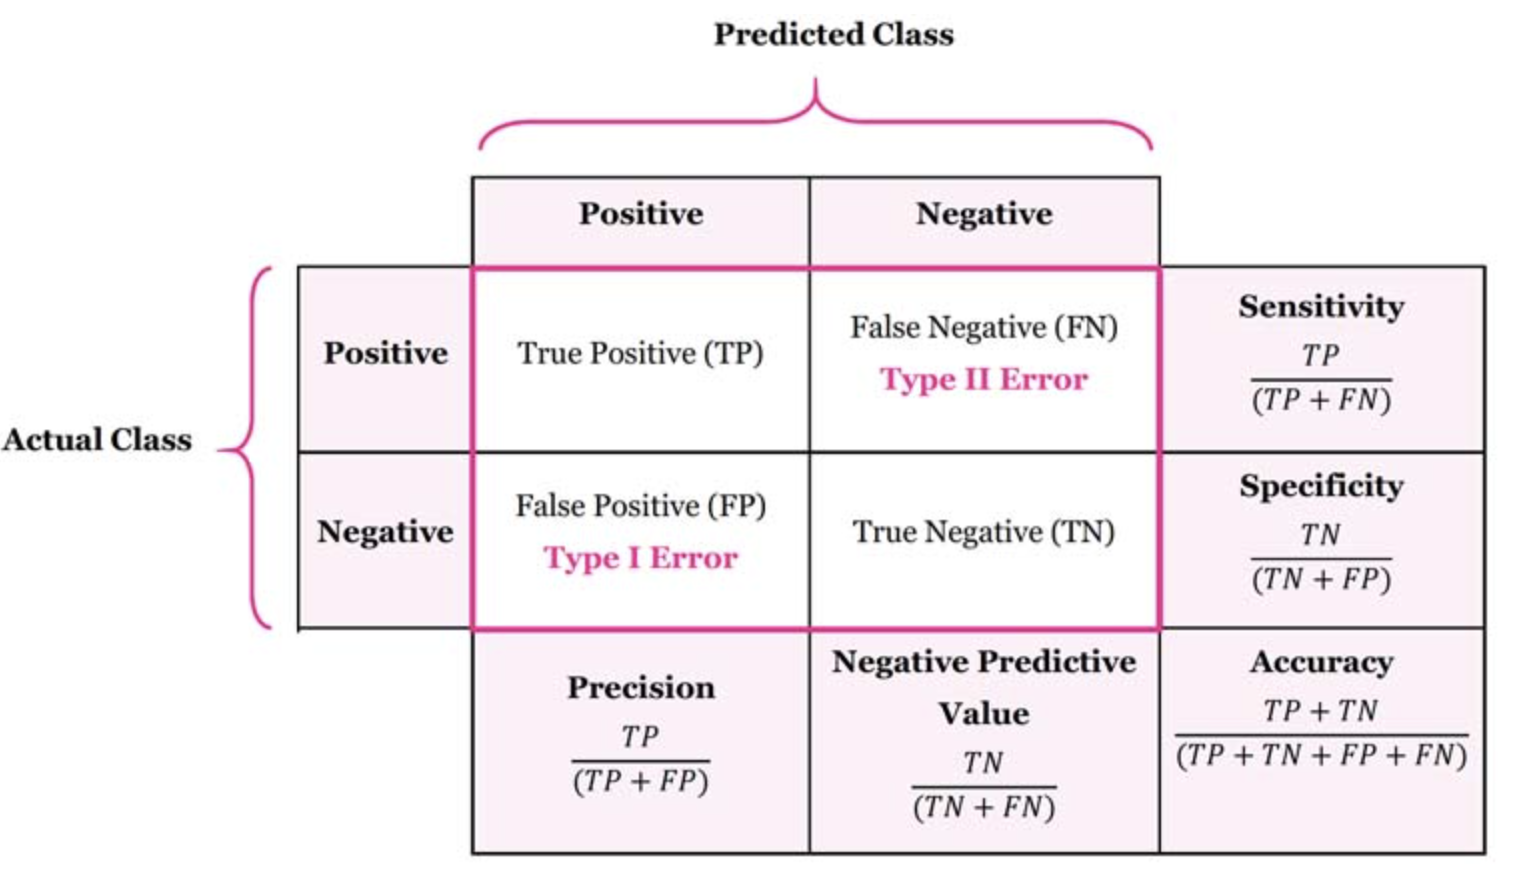 Predicted Class
Positive
Negative
Actual Class
Positive
True Positive (TP)
False Negative (FN)
Type II Error
Sensitivity
TP
(TP + FN)
Negative
False Positive (FP)
Type I Error
True Negative (TN)
Specificity
TN
(TN + FP)
Precision
TP
(TP + FP)
Negative Predictive
Value
TN
(TN + FN)
Accuracy
TP + TN
(TP + TN + FP + FN)